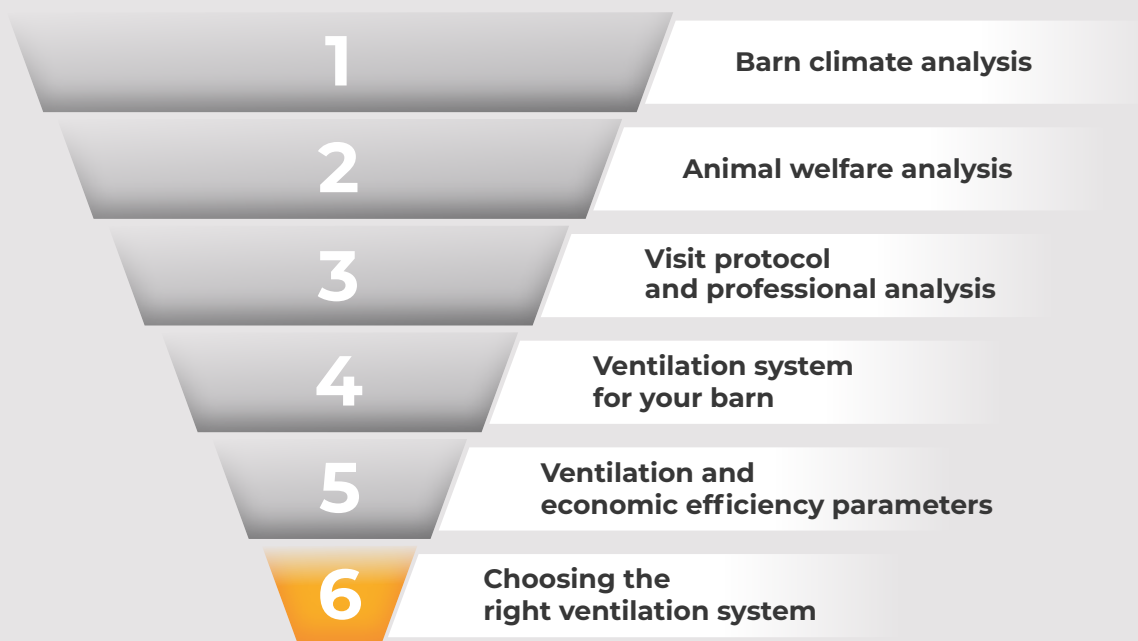 1
Barn climate analysis
2
Animal welfare analysis
3
Visit protocol
and professional analysis
4
Ventilation system
for your barn
5
Ventilation and
economic efficiency parameters
6
Choosing the
right ventilation system